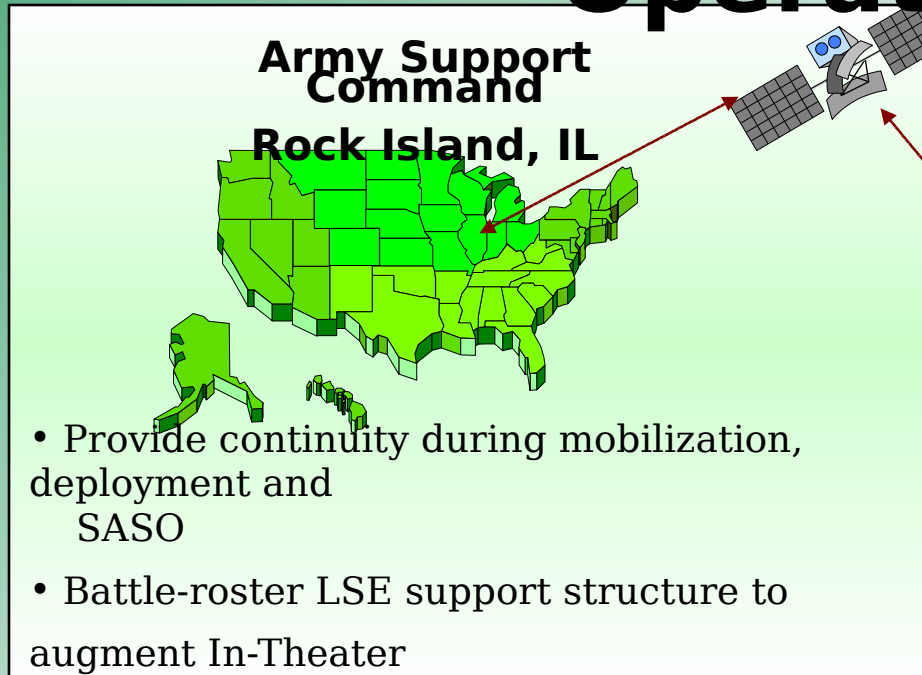 Army Support
Command
Rock Island, IL
• Provide continuity during mobilization,
deployment and
SASO
• Battle-roster LSE support structure to
augment In-Theater